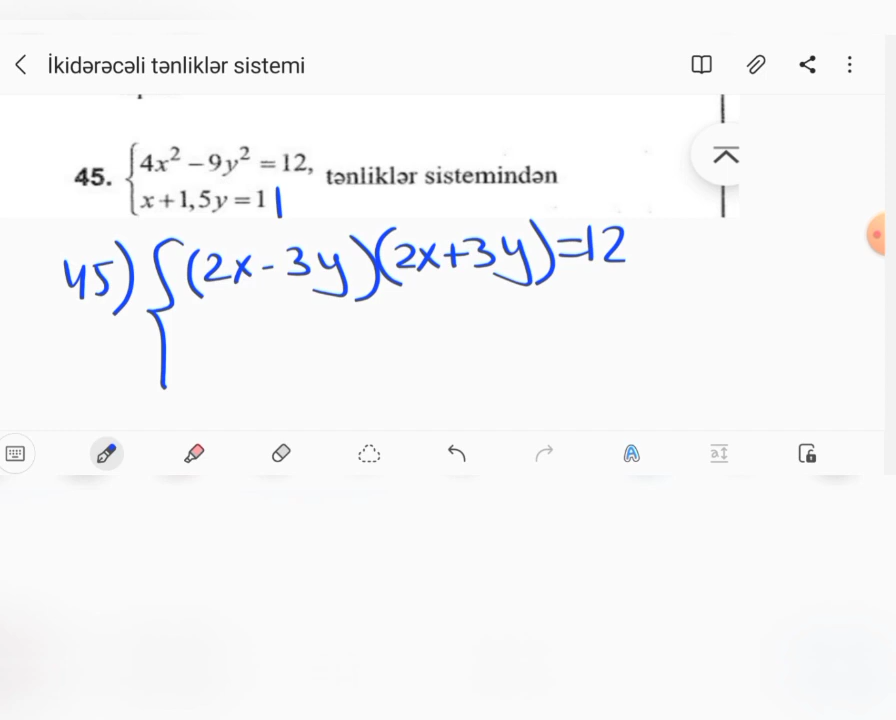 İkidərəcəli tənliklər sistemi
45. {4x² – 9y² = 12, x + 1,5y = 1 tənliklər sistemindən
45) {(2x - 3y)(2x + 3y) = 12